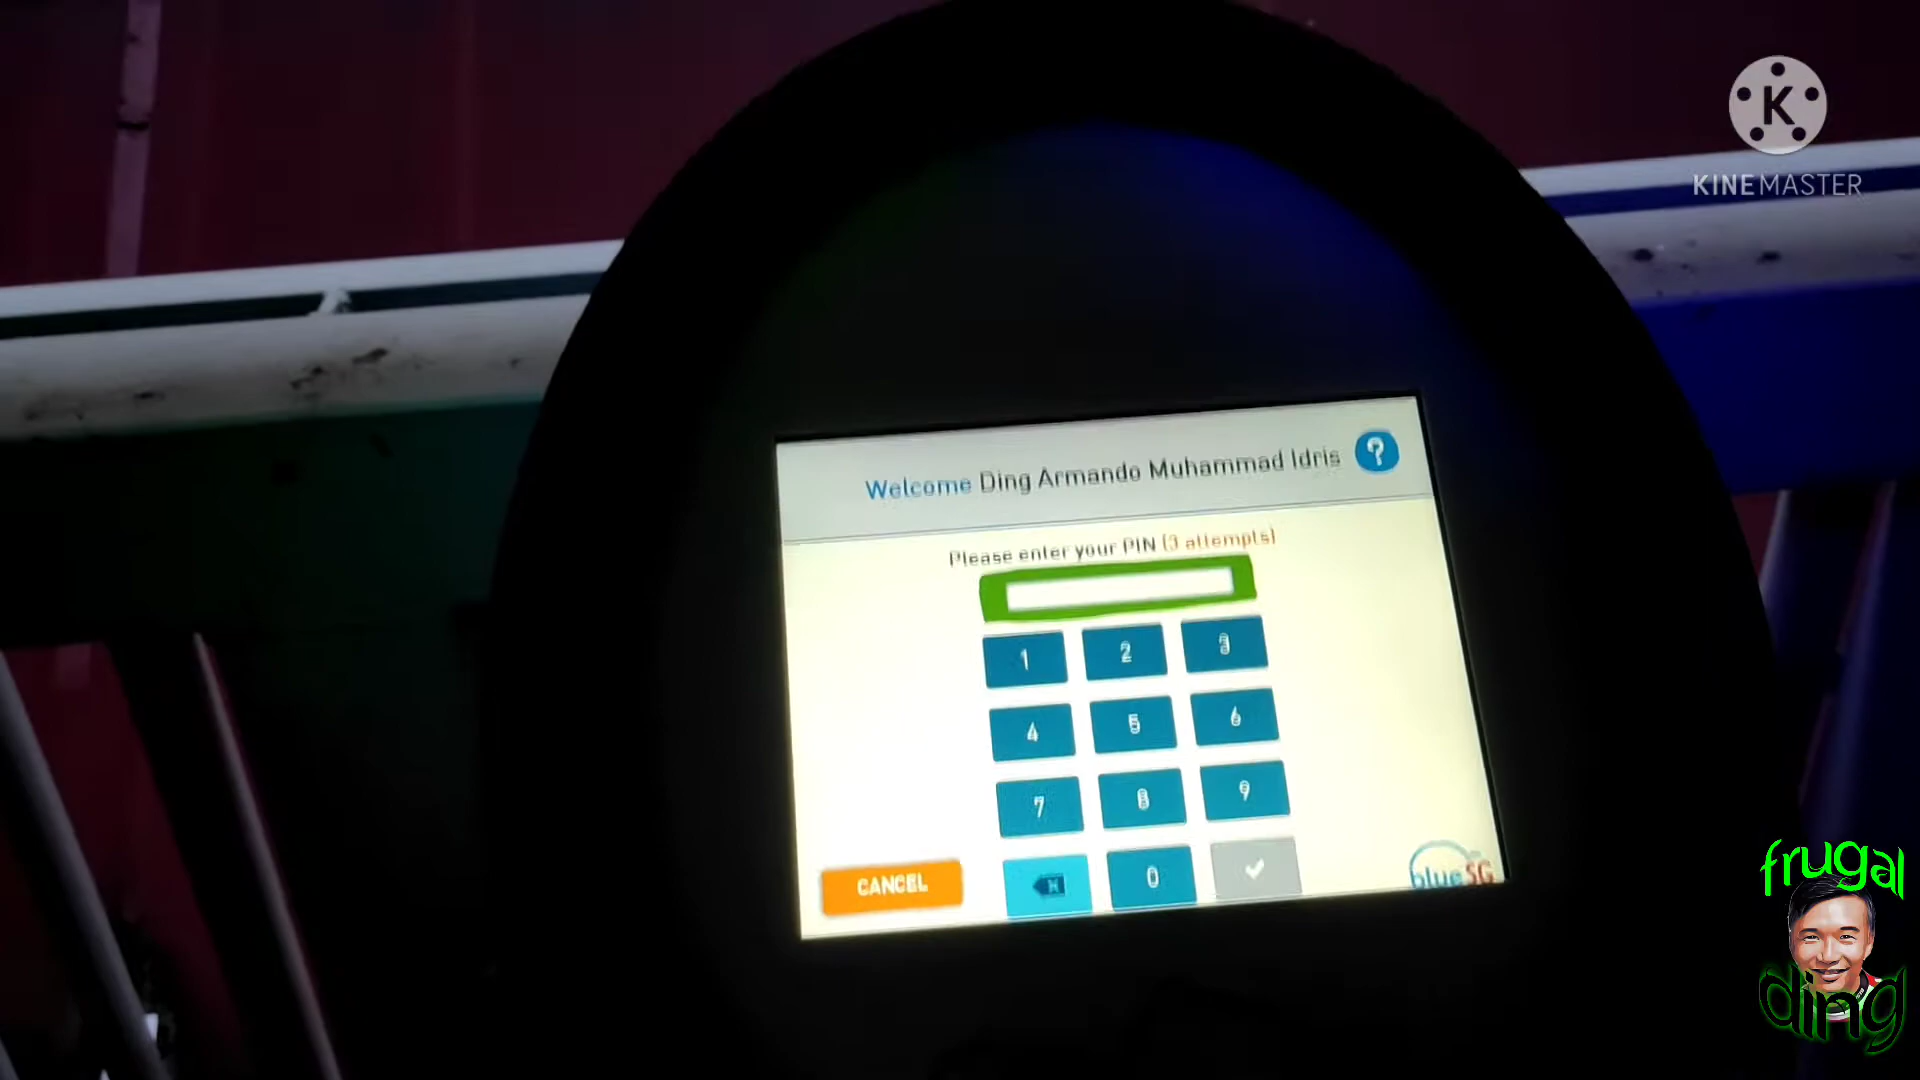 K
KINEMASTER
Welcome Ding Armando Muhammad Idris ?
Please enter your PIN (3 attempts)
1 2 3
4 5 6
7 8 9
CANCEL 0
blueSG
frugal
ding